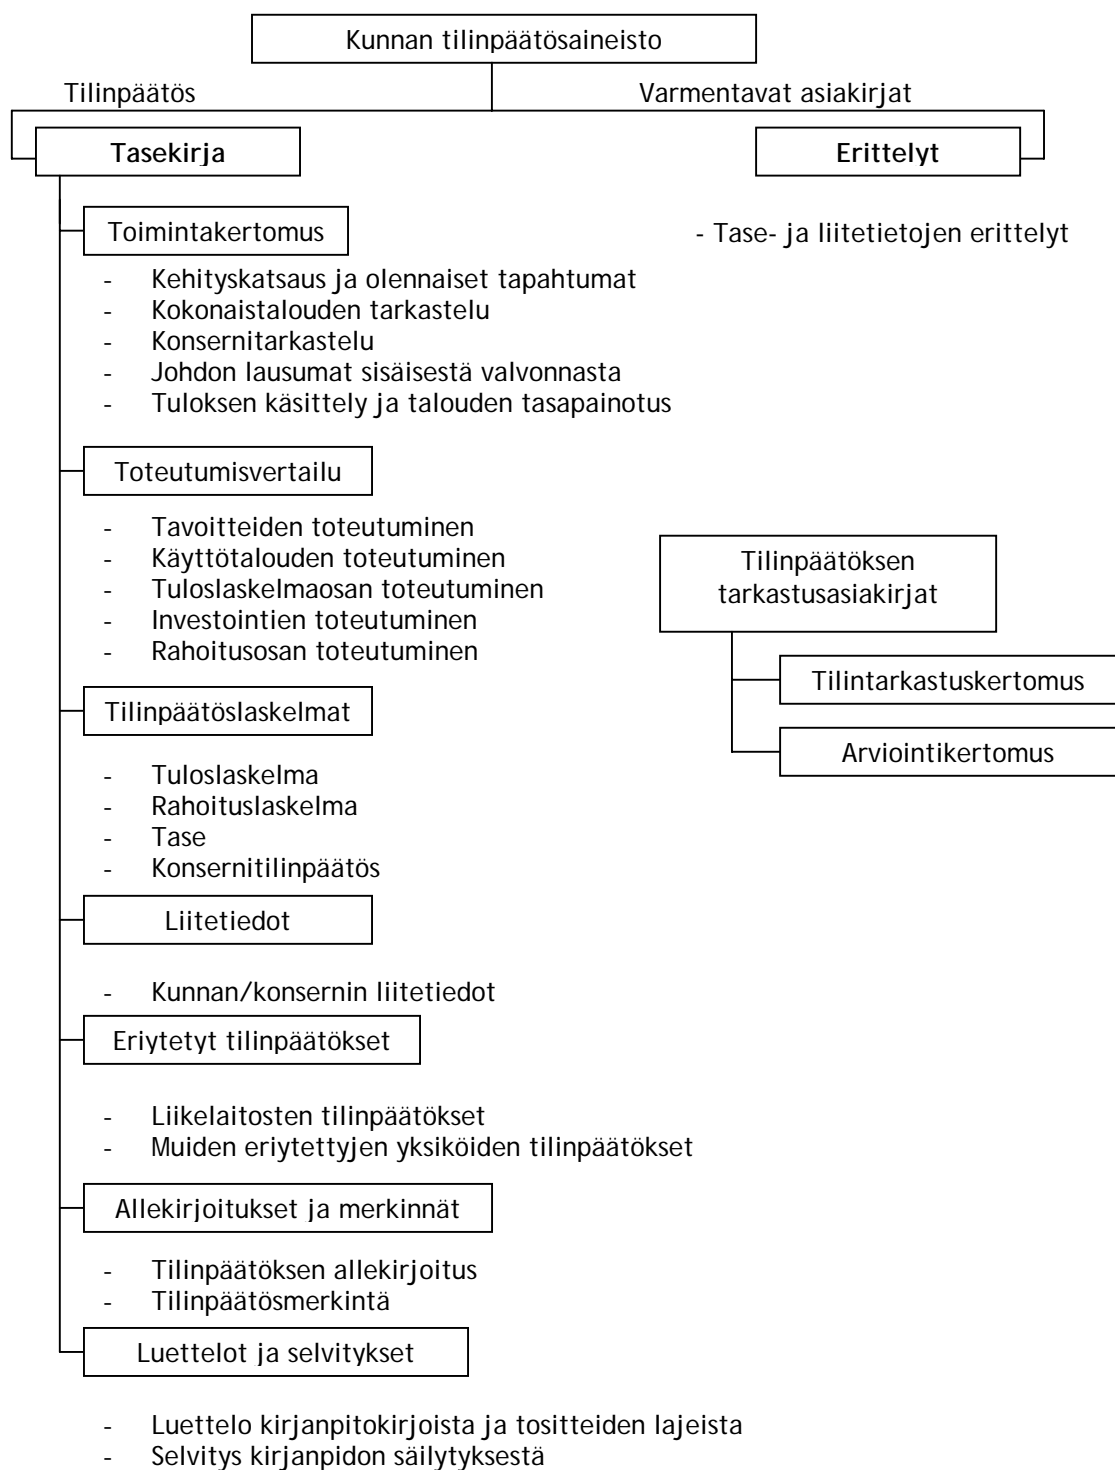 Kunnan tilinpäätösaineisto
Tilinpäätös
Varmentavat asiakirjat
Tasekirja
Erittelyt
Toimintakertomus
- Tase- ja liitetietojen erittelyt
- Kehityskatsaus ja olennaiset tapahtumat
- Kokonaistalouden tarkastelu
- Konsernitarkastelu
- Johdon lausumat sisäisestä valvonnasta
- Tuloksen käsittely ja talouden tasapainotus
Toteutumisvertailu
- Tavoitteiden toteutuminen
- Käyttötalouden toteutuminen
- Tuloslaskelmaosan toteutuminen
- Investointien toteutuminen
- Rahoitusosan toteutuminen
Tilinpäätöksen
tarkastusasiakirjat
Tilintarkastuskertomus
Arviointikertomus
Tilinpäätöslaskelmat
- Tuloslaskelma
- Rahoituslaskelma
- Tase
- Konsernitilinpäätös
Liitetiedot
- Kunnan/konsernin liitetiedot
Eriytetyt tilinpäätökset
- Liikelaitosten tilinpäätökset
- Muiden eriytettyjen yksiköiden tilinpäätökset
Allekirjoitukset ja merkinnät
- Tilinpäätöksen allekirjoitus
- Tilinpäätösmerkintä
Luettelot ja selvitykset
- Luettelo kirjanpitokirjoista ja tositteiden lajeista
- Selvitys kirjanpidon säilytyksestä